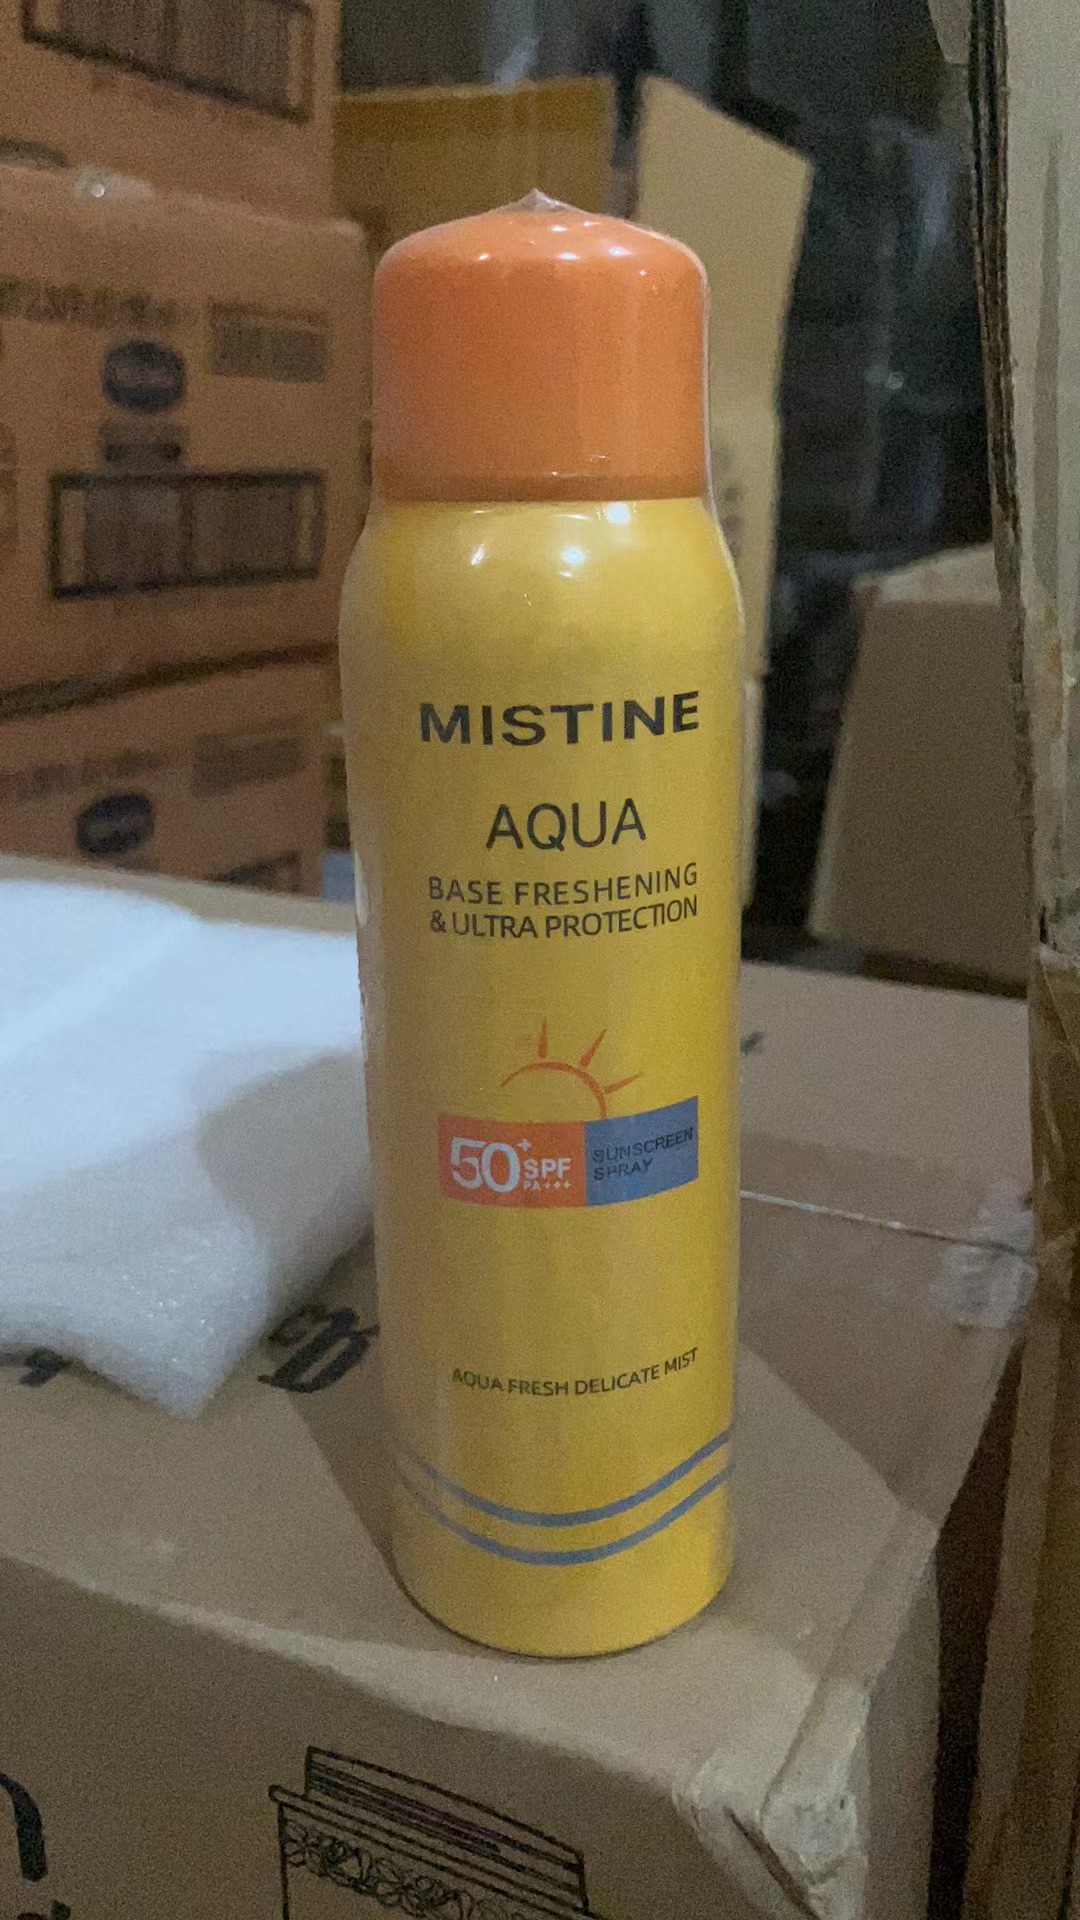 MISTINE
AQUA
BASE FRESHENING
& ULTRA PROTECTION
50+ SPF
PA+++
SUNSCREEN
SPRAY
AQUA FRESH DELICATE MIST